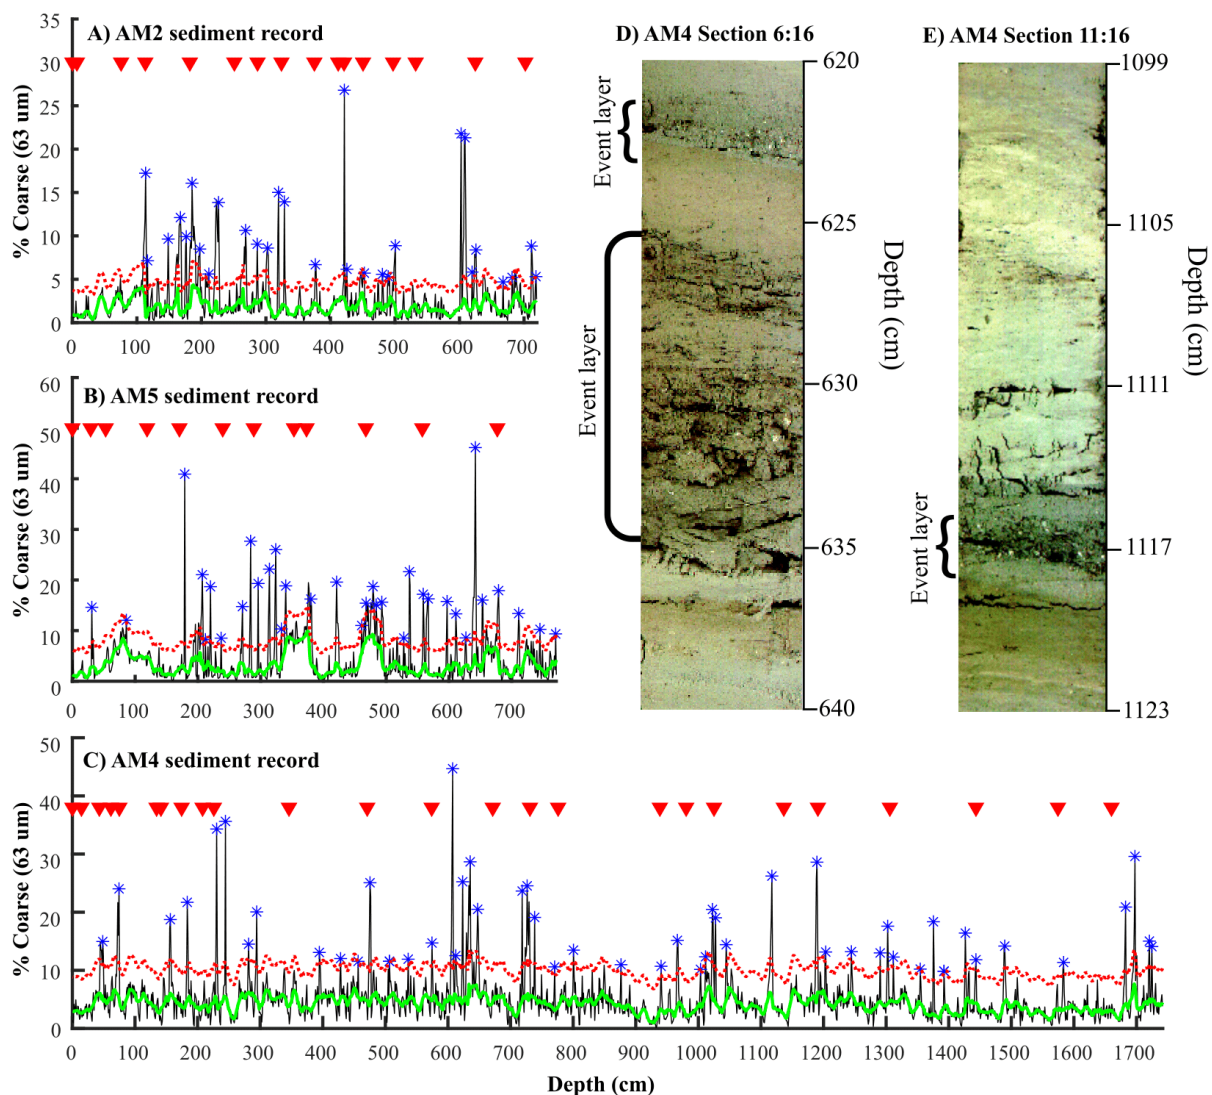 A) AM2 sediment record
% Coarse (63 um)
35
30
25
20
15
10
5
0
0 100 200 300 400 500 600 700
B) AM5 sediment record
% Coarse (63 um)
60
50
40
30
20
10
0
0 100 200 300 400 500 600 700
D) AM4 Section 6:16
Event layer
Event layer
620
625
630
635
640
Depth (cm)
E) AM4 Section 11:16
Event layer
1099
1105
1111
1117
1123
Depth (cm)
C) AM4 sediment record
% Coarse (63 um)
50
40
30
20
10
0
0 100 200 300 400 500 600 700 800 900 1000 1100 1200 1300 1400 1500 1600 1700
Depth (cm)